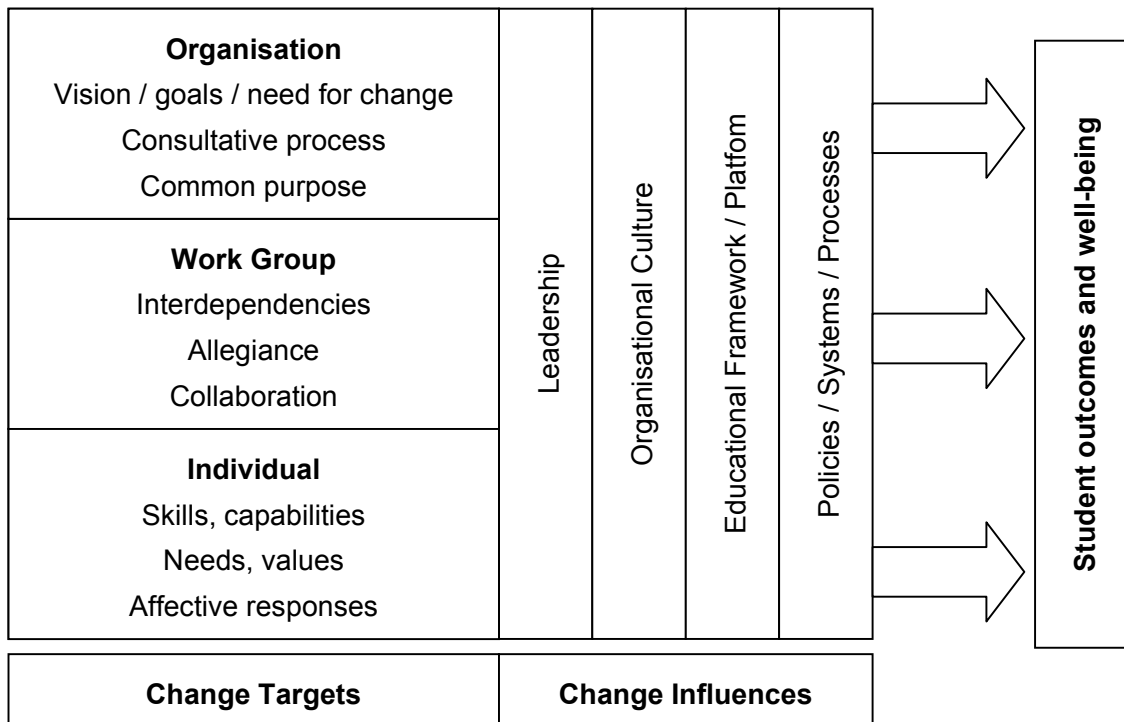 Organisation
Vision / goals / need for change
Consultative process
Common purpose
Work Group
Interdependencies
Allegiance
Collaboration
Individual
Skills, capabilities
Needs, values
Affective responses
Leadership
Organisational Culture
Educational Framework / Platfom
Policies / Systems / Processes
Student outcomes and well-being
Change Targets
Change Influences